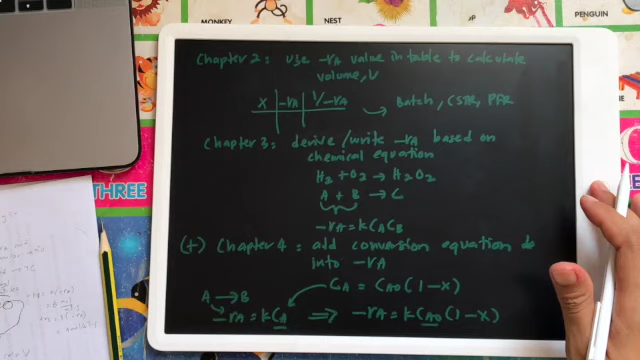 MONKEY
NEST
PENGUIN
THREE
Chapter 2: use -rA value in table to calculate
volume, V
X | -rA | 1/-rA → Batch, CSTR, PFR
Chapter 3: derive/write -rA based on
chemical equation
H2 + O2 → H2O2
A + B → C
-rA = kCACB
(+) Chapter 4: add conversion equation
into -rA
A → B
CA = CA0(1-X)
-rA = kCA ⇒ -rA = kCA0(1-X)